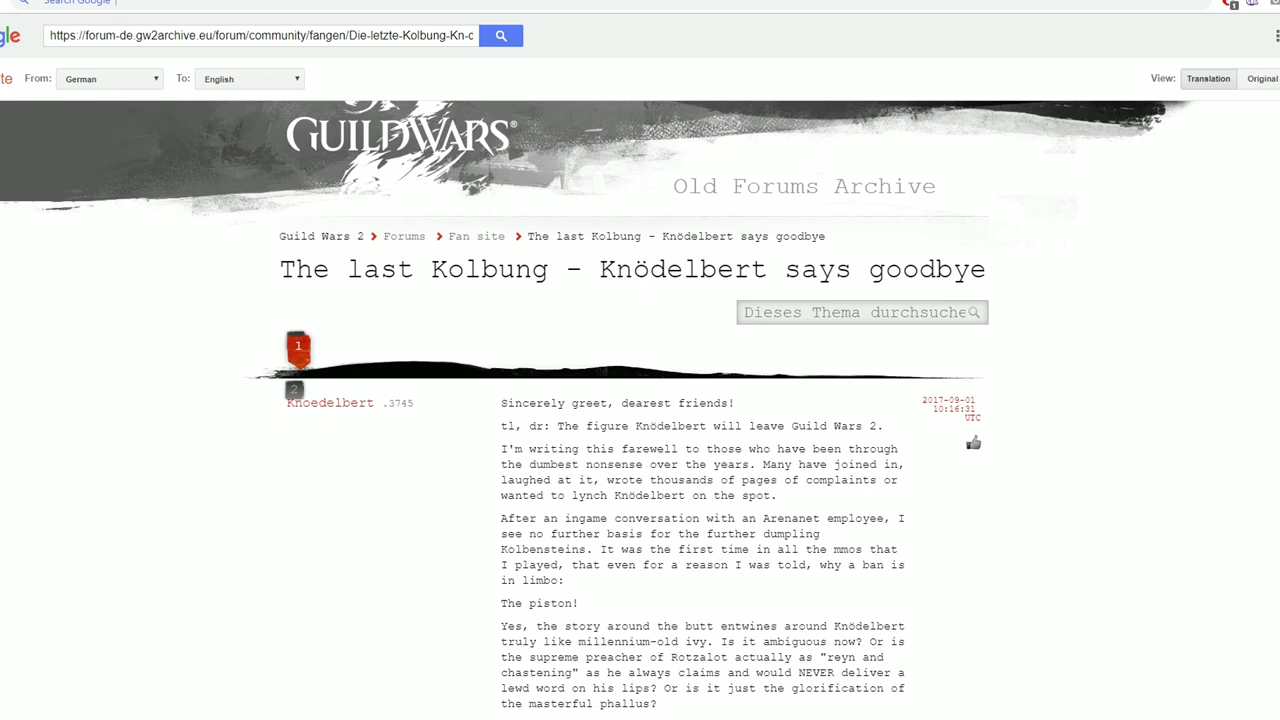 Search Google
1
gle
https://forum-de.gw2archive.eu/forum/community/fangen/Die-letzte-Kolbung-Kn-c
te From: German To: English View: Translation Original
GUILDWARS®
Old Forums Archive
Guild Wars 2 Forums Fan site The last Kolbung - Knödelbert says goodbye
The last Kolbung - Knödelbert says goodbye
Dieses Thema durchsuche
1
2
Knoedelbert .3745
Sincerely greet, dearest friends!
2017-09-01
10:16:31
UTC
tl, dr: The figure Knödelbert will leave Guild Wars 2.
I'm writing this farewell to those who have been through
the dumbest nonsense over the years. Many have joined in,
laughed at it, wrote thousands of pages of complaints or
wanted to lynch Knödelbert on the spot.
After an ingame conversation with an Arenanet employee, I
see no further basis for the further dumpling
Kolbensteins. It was the first time in all the mmos that
I played, that even for a reason I was told, why a ban is
in limbo:
The piston!
Yes, the story around the butt entwines around Knödelbert
truly like millennium-old ivy. Is it ambiguous now? Or is
the supreme preacher of Rotzalot actually as "reyn and
chastening" as he always claims and would NEVER deliver a
lewd word on his lips? Or is it just the glorification of
the masterful phallus?